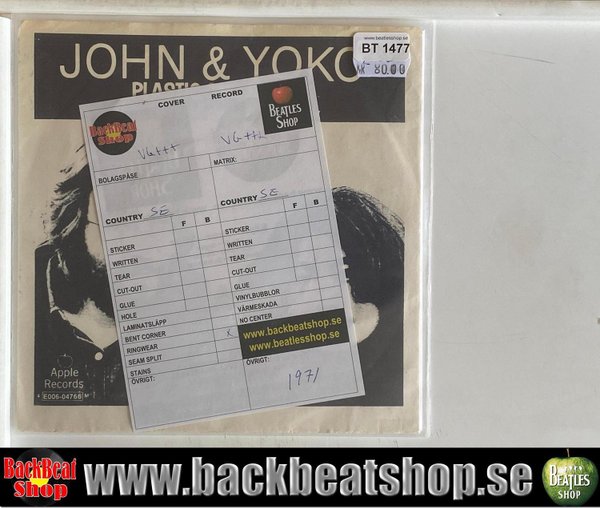 www.beatlesshop.se
BT 1477
80.00
JOHN & YOKO
PLASTIC
COVER
RECORD
BackBeat
Shop
BEATLES
SHOP
VG+++
VG+++
BOLAGSPÅSE
MATRIX:
COUNTRY SE
COUNTRY SE
F B
F B
STICKER
WRITTEN
TEAR
CUT-OUT
GLUE
HOLE
LAMINATSLÄPP
BENT CORNER
RINGWEAR X
SEAM SPLIT
STAINS
ÖVRIGT:
STICKER
WRITTEN
TEAR
CUT-OUT
GLUE
VINYLBUBBLOR
VÄRMESKADA
NO CENTER
www.backbeatshop.se
www.beatlesshop.se
ÖVRIGT:
1971
Apple
Records
E006-04766 M
BackBeat
Shop
www.backbeatshop.se
THE
BEATLES
SHOP